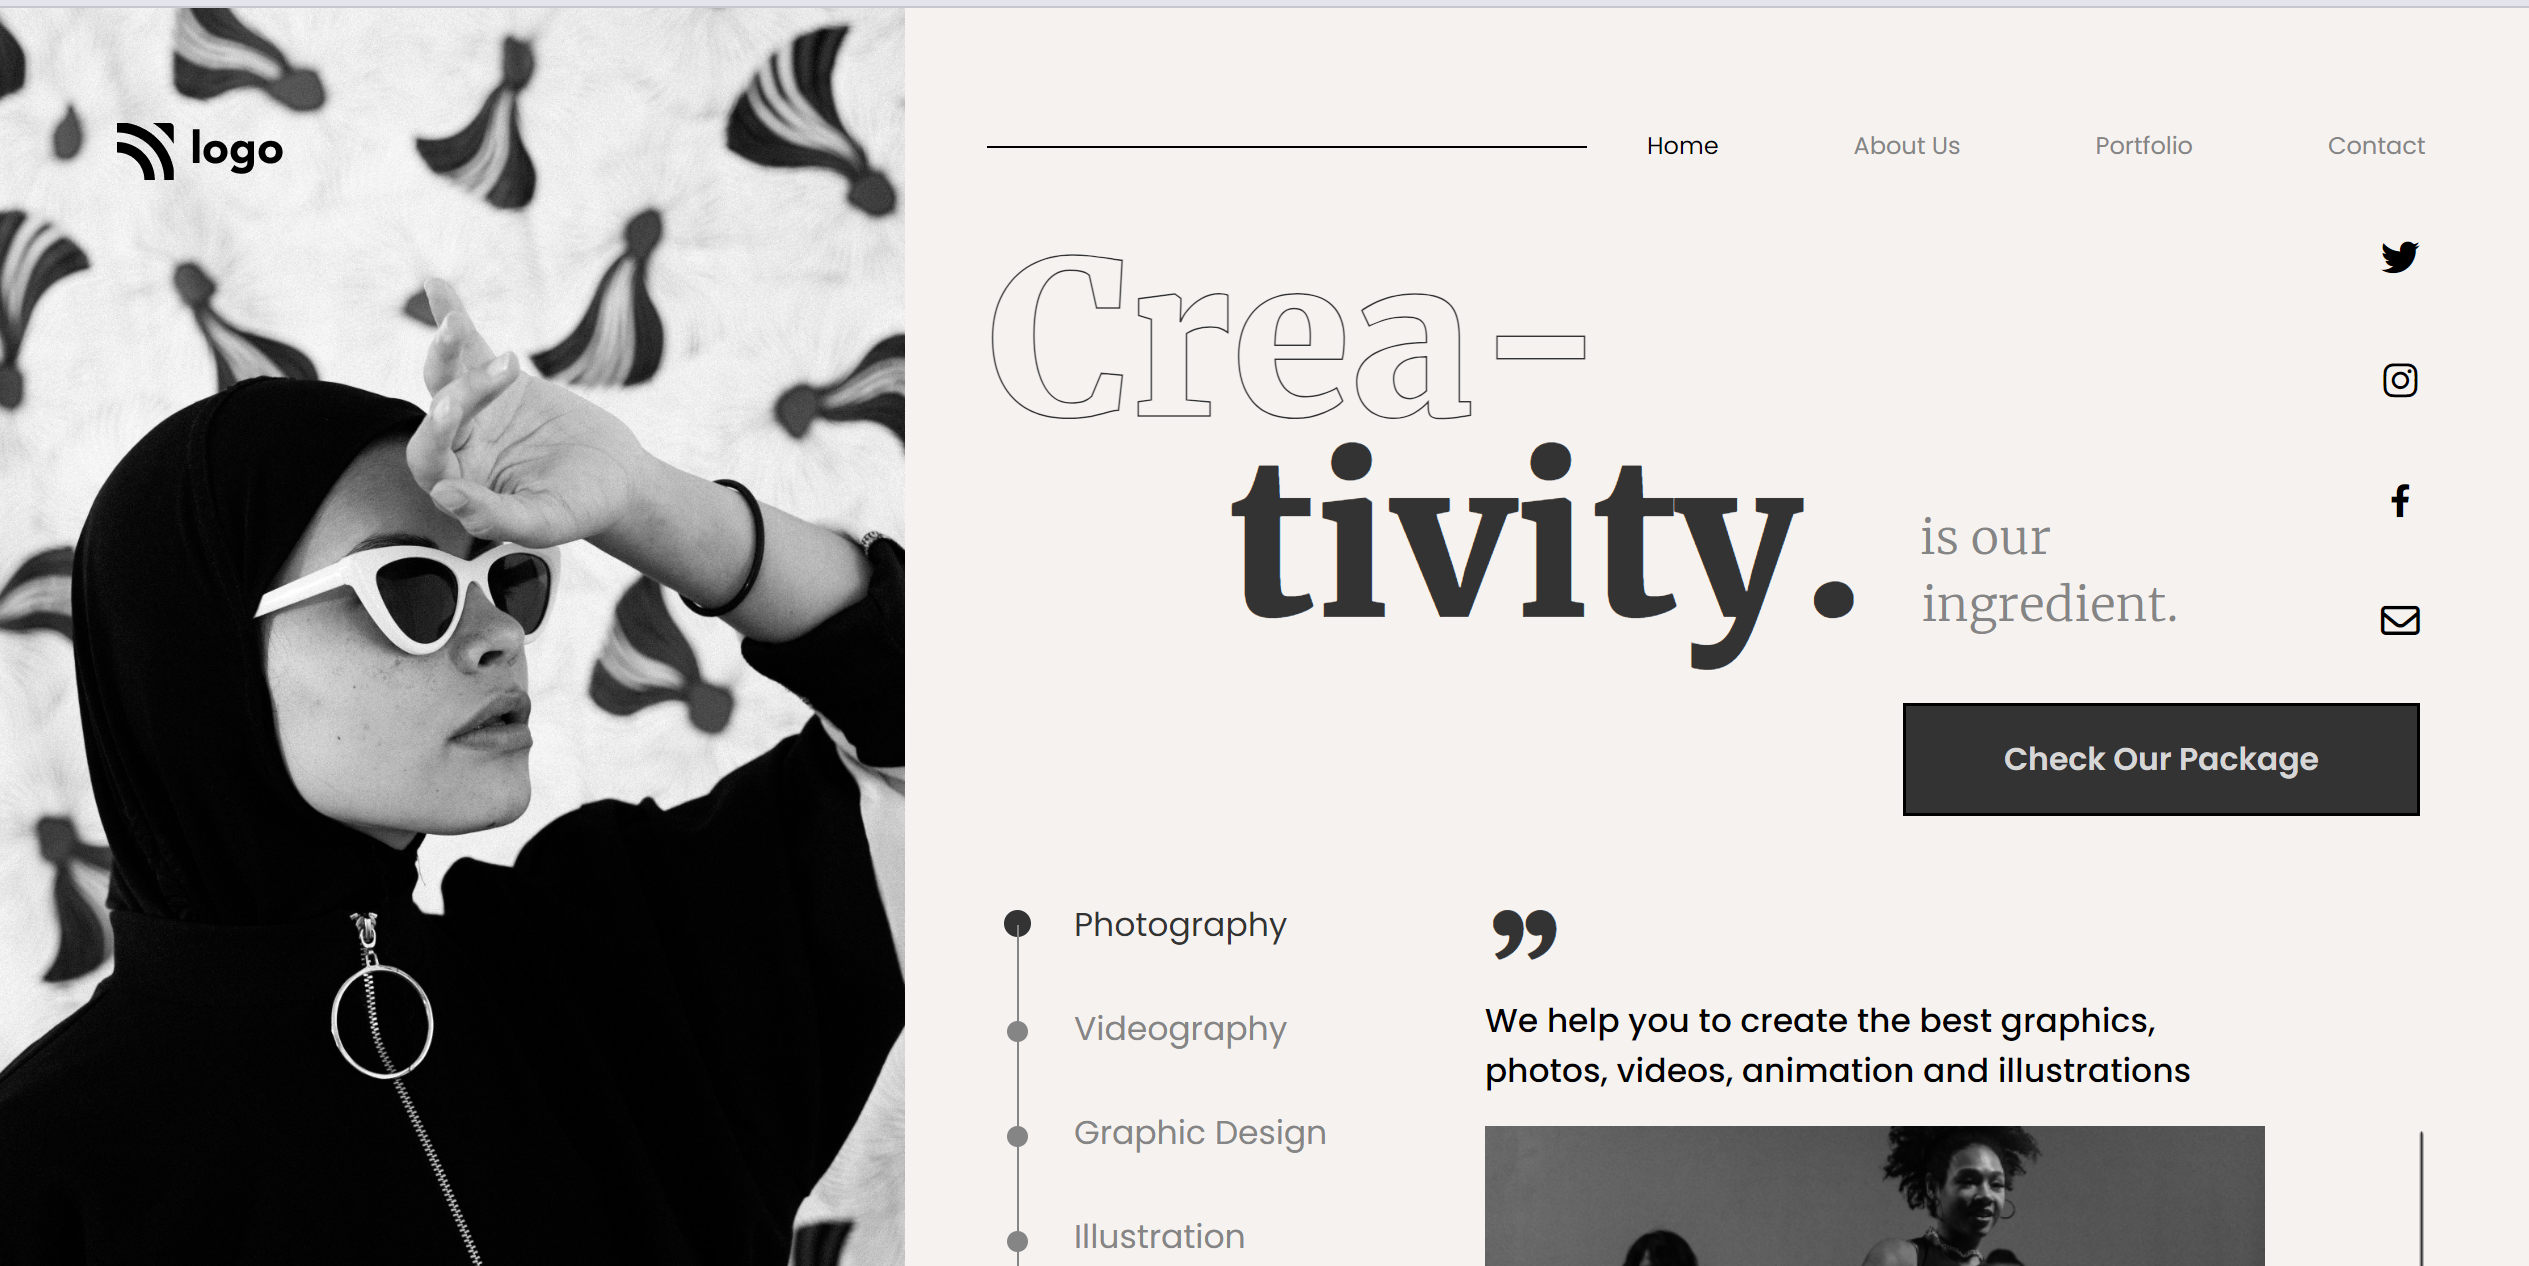 logo
Home About Us Portfolio Contact
Crea-
tivity.
is our
ingredient.
Check Our Package
Photography
Videography
Graphic Design
Illustration
”
We help you to create the best graphics,
photos, videos, animation and illustrations